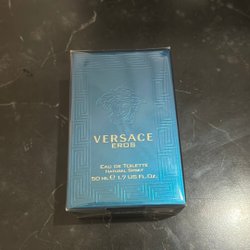 VERSACE
EROS
EAU DE TOILETTE
NATURAL SPRAY
50 ML ℮ 1.7 US FL.OZ.